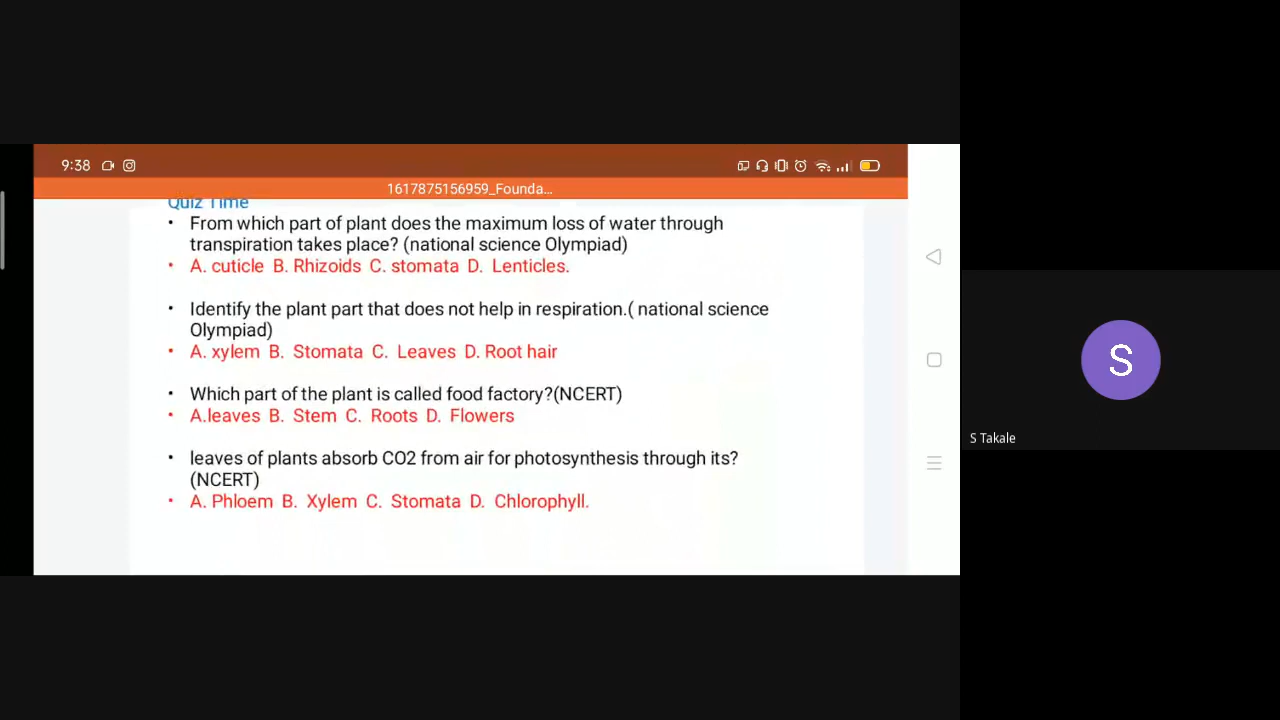 9:38
1617875156959_Founda...
Quiz Time
• From which part of plant does the maximum loss of water through
transpiration takes place? (national science Olympiad)
• A. cuticle B. Rhizoids C. stomata D. Lenticles.
• Identify the plant part that does not help in respiration.( national science
Olympiad)
• A. xylem B. Stomata C. Leaves D. Root hair
• Which part of the plant is called food factory?(NCERT)
• A.leaves B. Stem C. Roots D. Flowers
• leaves of plants absorb CO2 from air for photosynthesis through its?
(NCERT)
• A. Phloem B. Xylem C. Stomata D. Chlorophyll.
S
S Takale